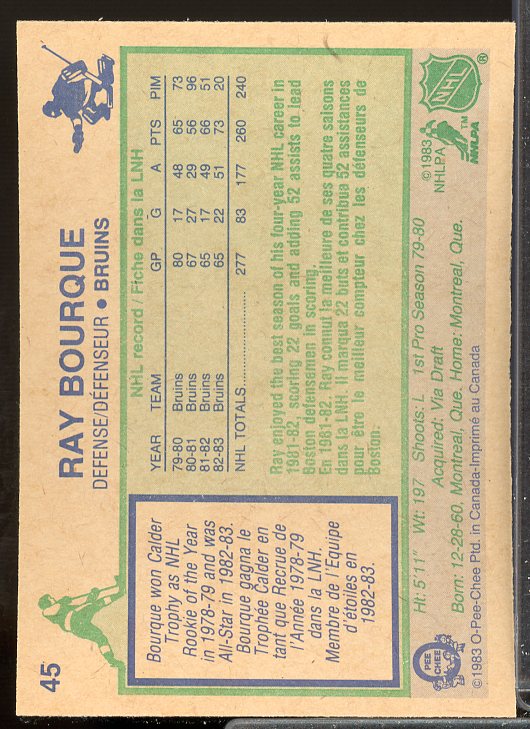 45
RAY BOURQUE
DEFENSE/DÉFENSEUR • BRUINS
Bourque won Calder
Trophy as NHL
Rookie of the Year
in 1978-79 and was
All-Star in 1982-83.
Bourque gagna le
Trophée Calder en
tant que Recrue de
l'Année 1978-79
dans la LNH.
Membre de l'Equipe
d'étoiles en
1982-83.
NHL record / Fiche dans la LNH
YEAR TEAM GP G A PTS PIM
79-80 Bruins 80 17 48 65 73
80-81 Bruins 67 27 29 56 96
81-82 Bruins 65 17 49 66 51
82-83 Bruins 65 22 51 73 20
NHL TOTALS 277 83 177 260 240
Ray enjoyed the best season of his four-year NHL career in
1981-82, scoring 22 goals and adding 52 assists to lead
Boston defensemen in scoring.
En 1981-82, Ray connut la meilleure de ses quatre saisons
dans la LNH. Il marqua 22 buts et contribua 52 assistances
pour être le meilleur compteur chez les défenseurs de
Boston.
Ht: 5'11" Wt: 197 Shoots: L 1st Pro Season 79-80
Acquired: Via Draft
Born: 12-28-60, Montreal, Que. Home: Montreal, Que.
©1983 O-Pee-Chee Ptd. in Canada-Imprimé au Canada
O
PEE
CHEE
©1983
NHLPA
NHLPA
TM
NHL
®